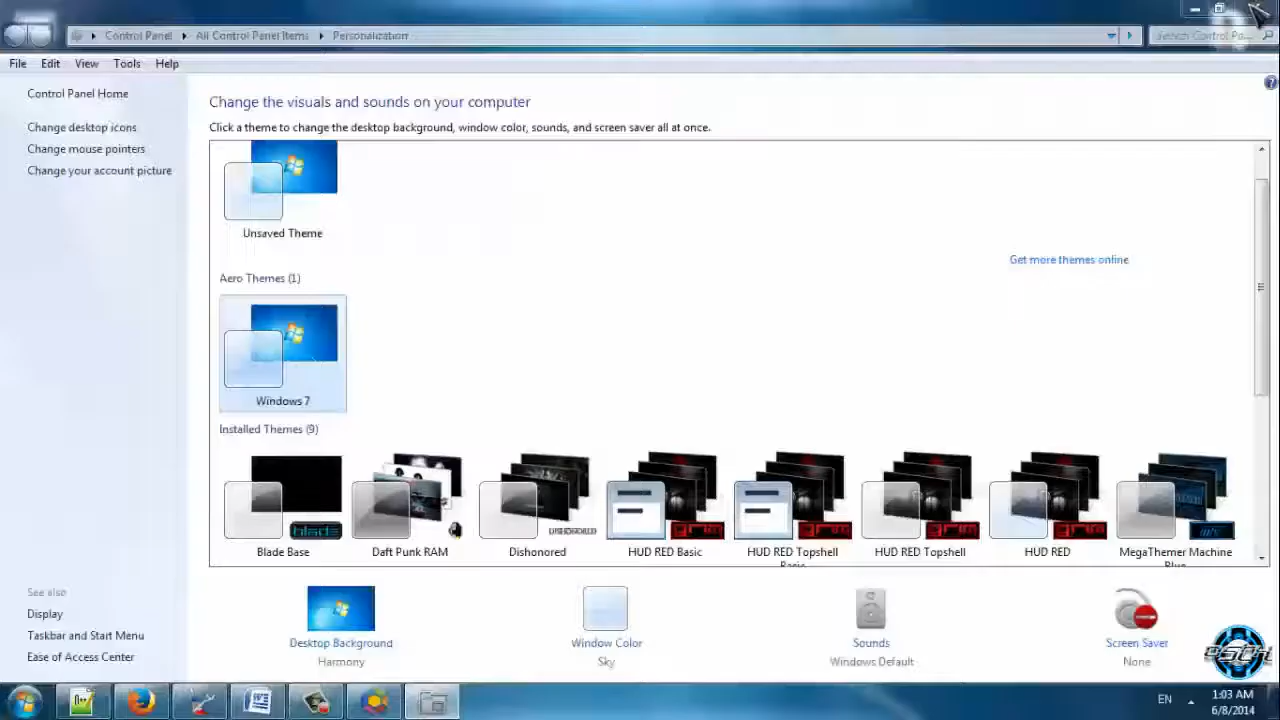 Control Panel
All Control Panel Items
Personalization
Search Control Pa...
File Edit View Tools Help
Control Panel Home
Change desktop icons
Change mouse pointers
Change your account picture
Change the visuals and sounds on your computer
Click a theme to change the desktop background, window color, sounds, and screen saver all at once.
Unsaved Theme
Get more themes online
Aero Themes (1)
Windows 7
Installed Themes (9)
Blade Base
Daft Punk RAM
Dishonored
HUD RED Basic
HUD RED Topshell
Basic
HUD RED Topshell
HUD RED
MegaThemer Machine
Blue
See also
Display
Taskbar and Start Menu
Ease of Access Center
Desktop Background
Harmony
Window Color
Sky
Sounds
Windows Default
Screen Saver
None
EN
1:03 AM
6/8/2014